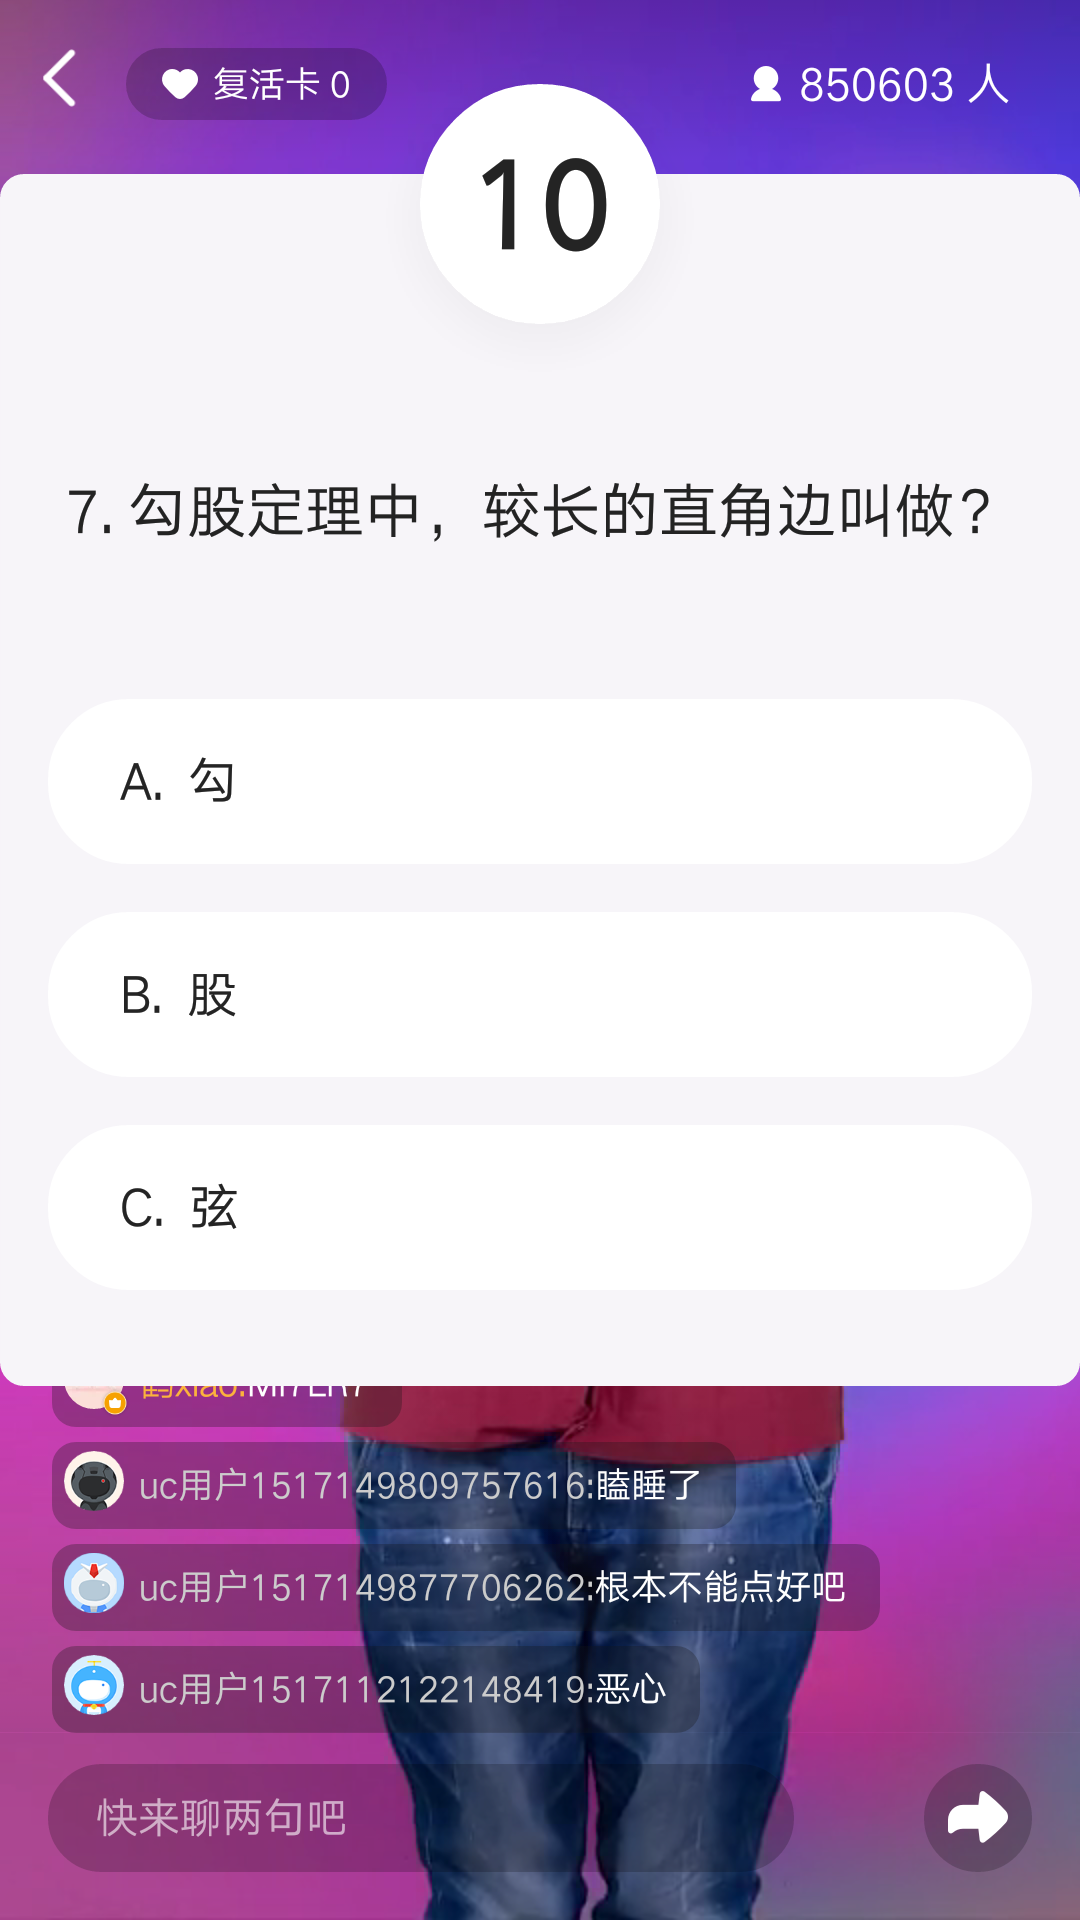 复活卡 0
850603 人
10
7. 勾股定理中，较长的直角边叫做?
A. 勾
B. 股
C. 弦
uc用户1517149809757616:瞌睡了
uc用户1517149877706262:根本不能点好吧
uc用户1517112122148419:恶心
快来聊两句吧